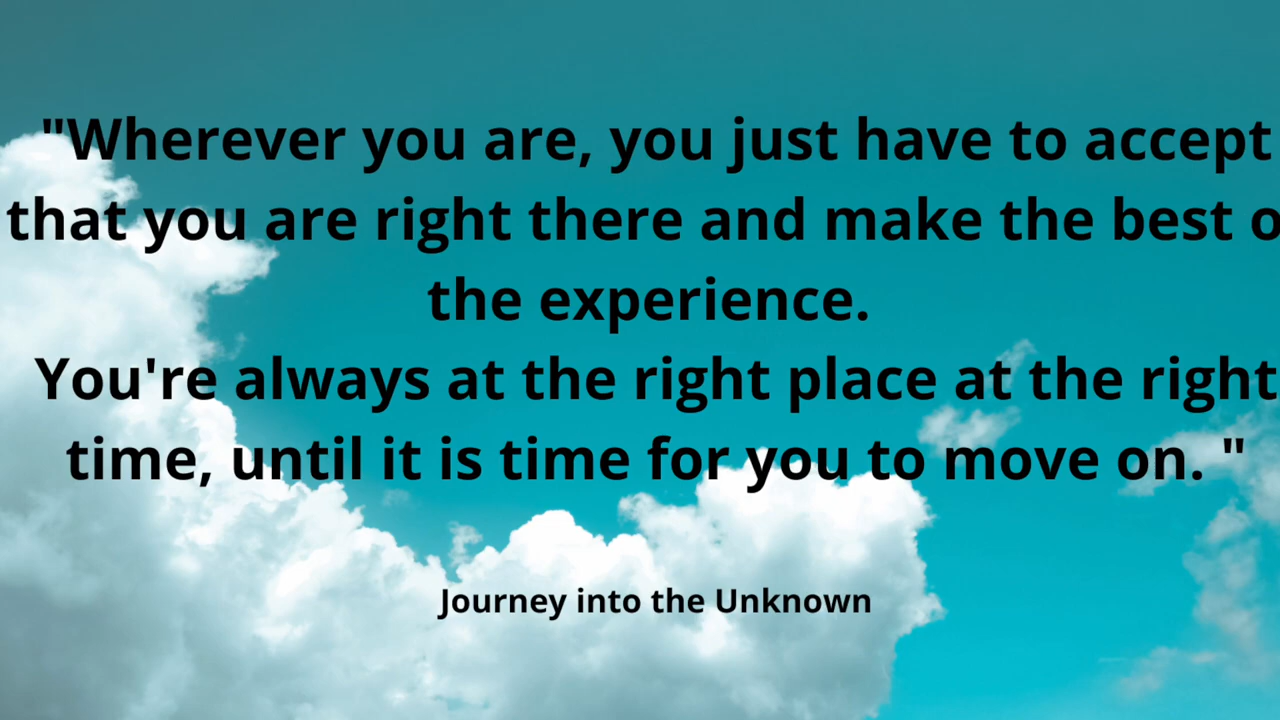 "Wherever you are, you just have to accept
that you are right there and make the best o
the experience.
You're always at the right place at the right
time, until it is time for you to move on. "
Journey into the Unknown